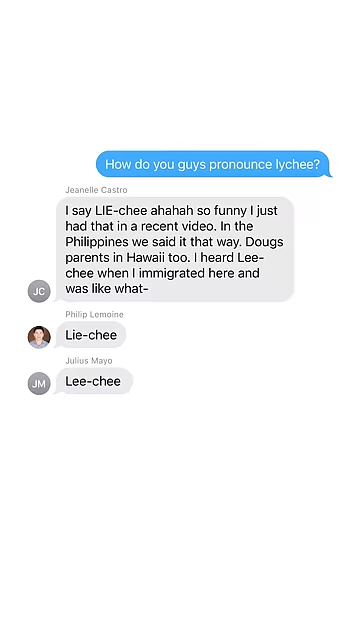 How do you guys pronounce lychee?
Jeanelle Castro
I say LIE-chee ahahah so funny I just
had that in a recent video. In the
Philippines we said it that way. Dougs
parents in Hawaii too. I heard Lee-
chee when I immigrated here and
was like what-
JC
Philip Lemoine
Lie-chee
Julius Mayo
JM
Lee-chee